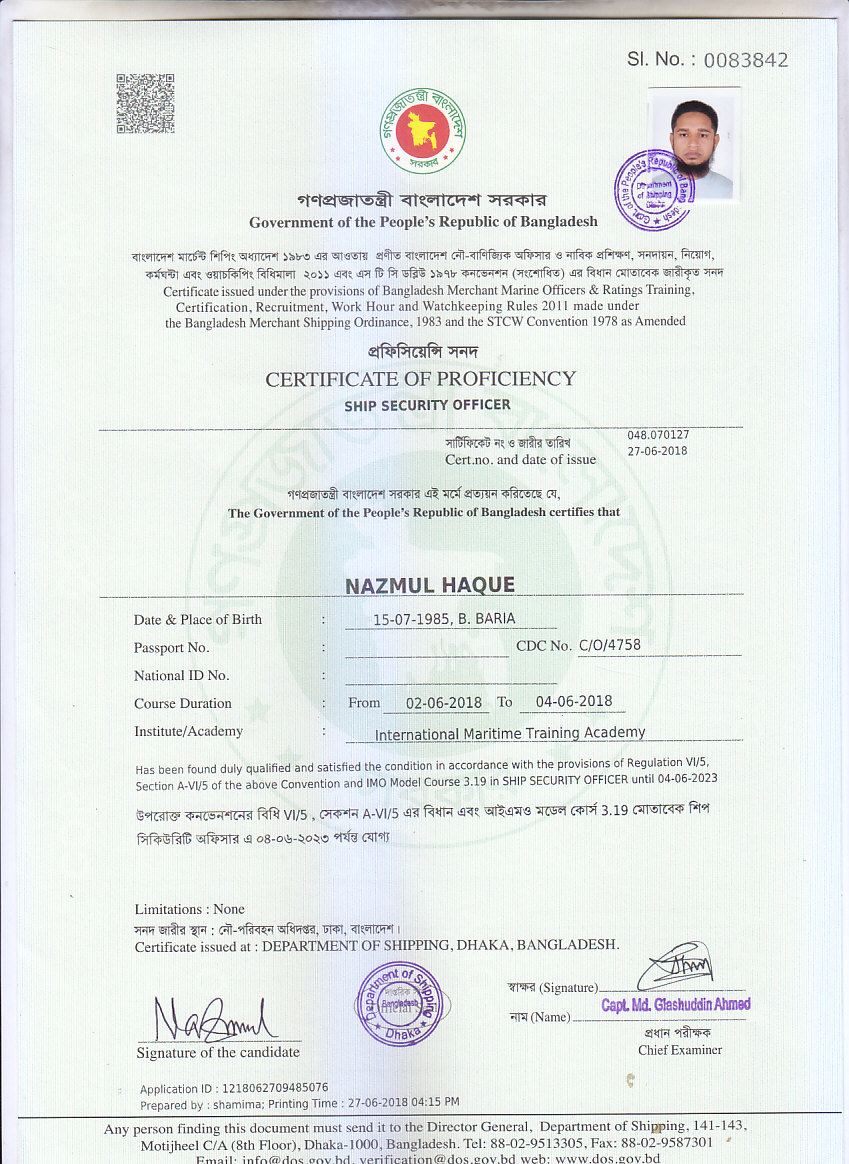 Sl. No. : 0083842
গণপ্রজাতন্ত্রী বাংলাদেশ
সরকার
Govt. of the People's Republic of Bangladesh
Department
of Shipping
Dhaka
গণপ্রজাতন্ত্রী বাংলাদেশ সরকার
Government of the People's Republic of Bangladesh
বাংলাদেশ মার্চেন্ট শিপিং অধ্যাদেশ ১৯৮৩ এর আওতায় প্রণীত বাংলাদেশ নৌ-বাণিজ্যিক অফিসার ও নাবিক প্রশিক্ষণ, সনদায়ন, নিয়োগ,
কর্মঘন্টা এবং ওয়াচকিপিং বিধিমালা ২০১১ এবং এস টি সি ডব্লিউ ১৯৭৮ কনভেনশন (সংশোধিত) এর বিধান মোতাবেক জারীকৃত সনদ
Certificate issued under the provisions of Bangladesh Merchant Marine Officers & Ratings Training,
Certification, Recruitment, Work Hour and Watchkeeping Rules 2011 made under
the Bangladesh Merchant Shipping Ordinance, 1983 and the STCW Convention 1978 as Amended
প্রফিসিয়েন্সি সনদ
CERTIFICATE OF PROFICIENCY
SHIP SECURITY OFFICER
সার্টিফিকেট নং ও জারীর তারিখ 048.070127
Cert.no. and date of issue 27-06-2018
গণপ্রজাতন্ত্রী বাংলাদেশ সরকার এই মর্মে প্রত্যয়ন করিতেছে যে,
The Government of the People's Republic of Bangladesh certifies that
NAZMUL HAQUE
Date & Place of Birth : 15-07-1985, B. BARIA
Passport No. : CDC No. C/O/4758
National ID No. :
Course Duration : From 02-06-2018 To 04-06-2018
Institute/Academy : International Maritime Training Academy
Has been found duly qualified and satisfied the condition in accordance with the provisions of Regulation VI/5,
Section A-VI/5 of the above Convention and IMO Model Course 3.19 in SHIP SECURITY OFFICER until 04-06-2023
উপরোক্ত কনভেনশনের বিধি VI/5 , সেকশন A-VI/5 এর বিধান এবং আইএমও মডেল কোর্স 3.19 মোতাবেক শিপ
সিকিউরিটি অফিসার এ ০৪-০৬-২০২৩ পর্যন্ত যোগ্য
Limitations : None
সনদ জারীর স্থান : নৌ-পরিবহন অধিদপ্তর, ঢাকা, বাংলাদেশ।
Certificate issued at : DEPARTMENT OF SHIPPING, DHAKA, BANGLADESH.
স্বাক্ষর (Signature)
Capt. Md. Giashuddin Ahmed
নাম (Name)
প্রধান পরীক্ষক
Chief Examiner
Department of Shipping
Bangladesh
Dhaka
Nazmul
Signature of the candidate
Application ID : 1218062709485076
Prepared by : shamima; Printing Time : 27-06-2018 04:15 PM
Any person finding this document must send it to the Director General, Department of Shipping, 141-143,
Motijheel C/A (8th Floor), Dhaka-1000, Bangladesh. Tel: 88-02-9513305, Fax: 88-02-9587301
Email: info@dos.gov.bd, verification@dos.gov.bd web: www.dos.gov.bd